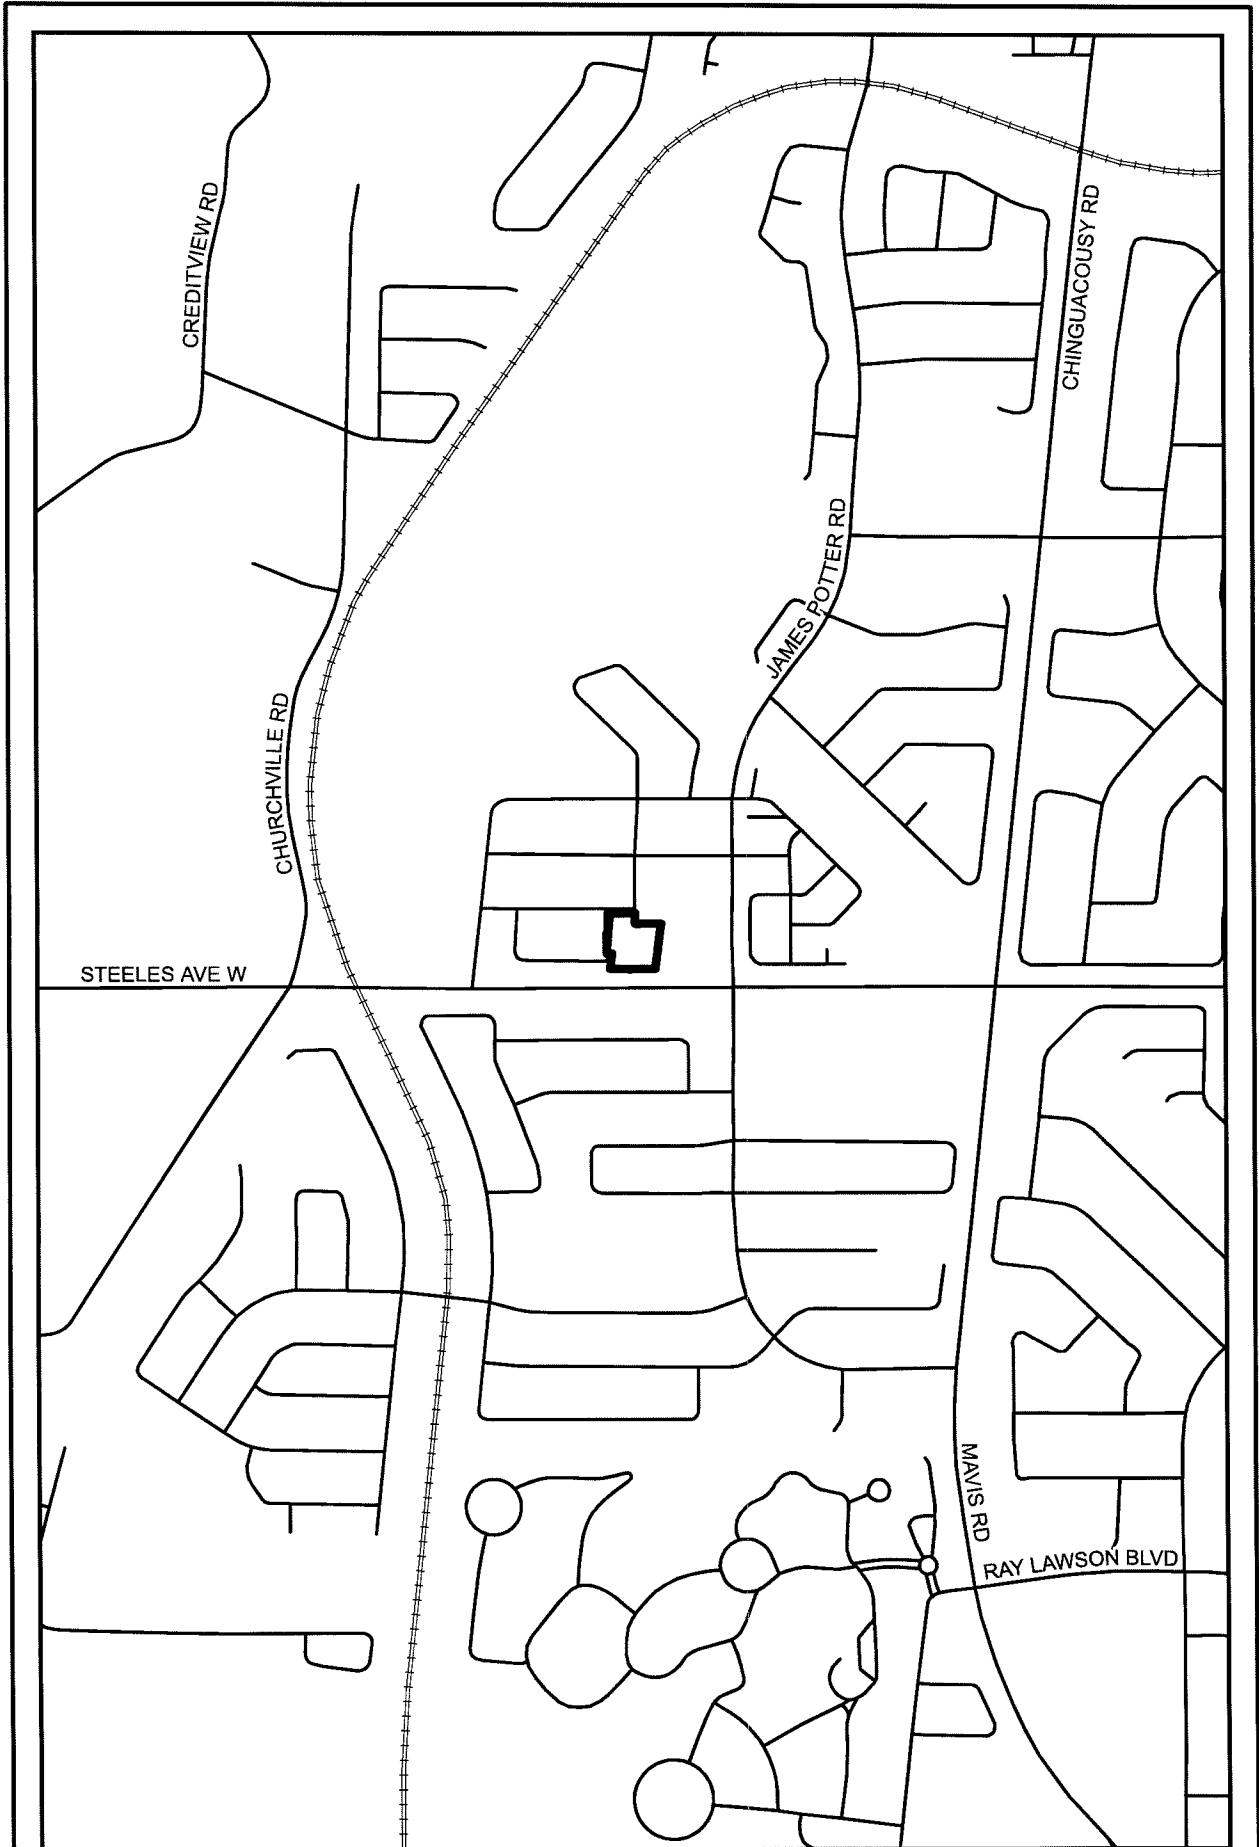 CREDITVIEW RD
CHINGUACOUSY RD
JAMES POTTER RD
CHURCHVILLE RD
STEELES AVE W
MAVIS RD
RAY LAWSON BLVD